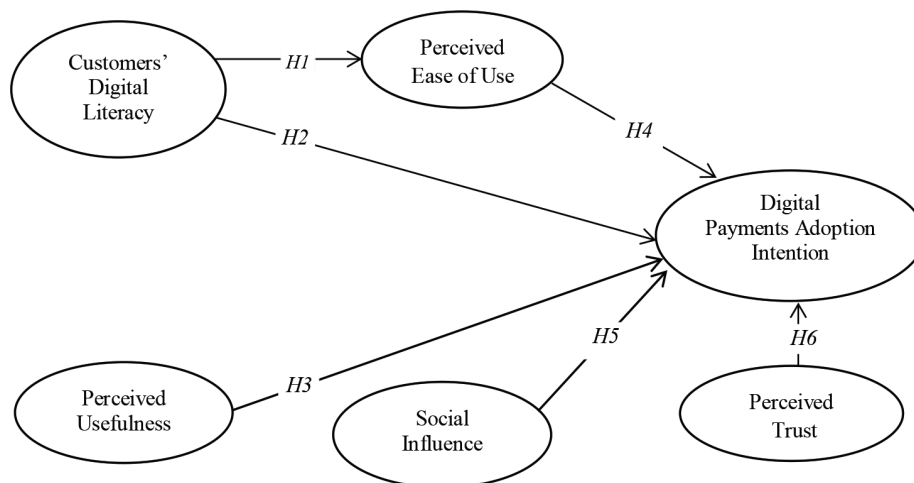 Customers’
Digital
Literacy
H1
Perceived
Ease of Use
H2
H4
Digital
Payments Adoption
Intention
H3
H5
H6
Perceived
Usefulness
Social
Influence
Perceived
Trust